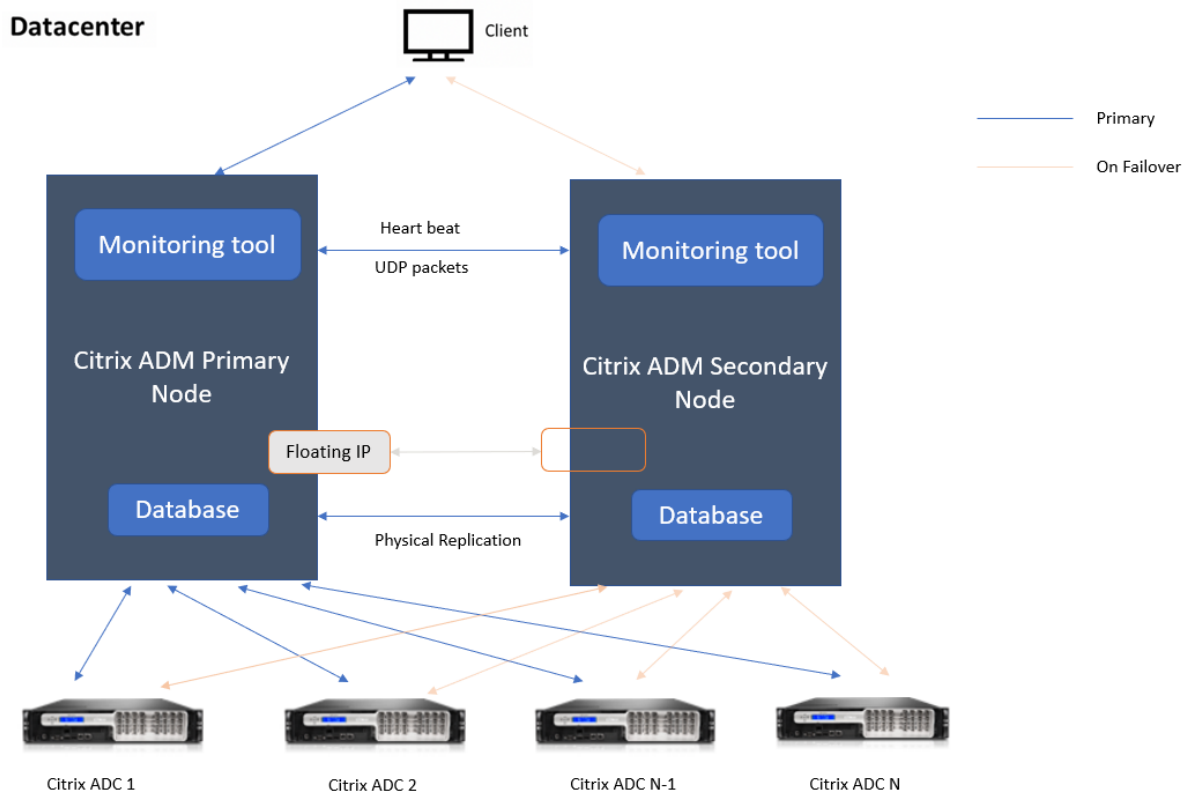 Datacenter
Client
Primary
On Failover
Monitoring tool
Heart beat
UDP packets
Monitoring tool
Citrix ADM Primary
Node
Citrix ADM Secondary
Node
Floating IP
Database
Database
Physical Replication
Citrix ADC 1
Citrix ADC 2
Citrix ADC N-1
Citrix ADC N